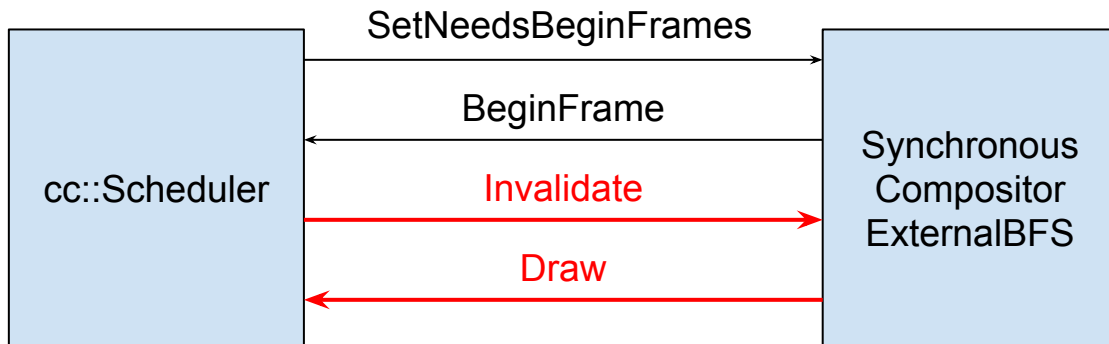 SetNeedsBeginFrames
BeginFrame
cc::Scheduler
Invalidate
Draw
Synchronous
Compositor
ExternalBFS